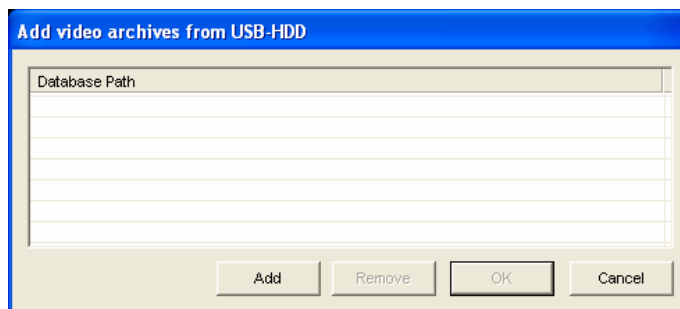 Add video archives from USB-HDD
Database Path
Add Remove OK Cancel